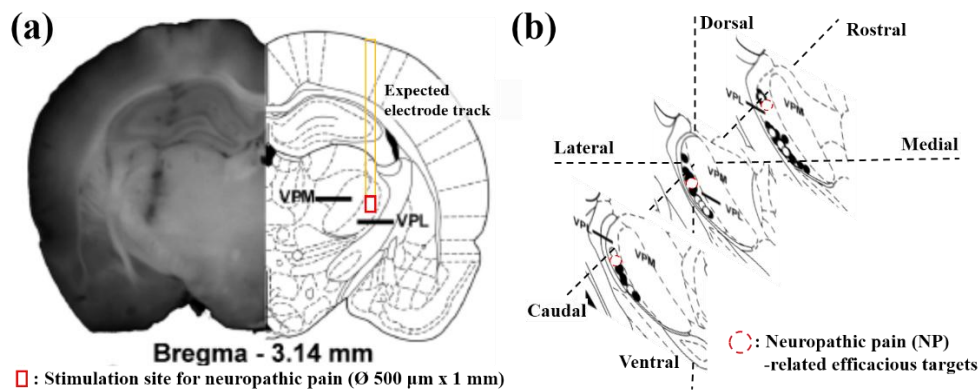 (a)
Expected
electrode track
VPM
VPL
Bregma - 3.14 mm
: Stimulation site for neuropathic pain (Ø 500 μm x 1 mm)
(b)
Dorsal
Rostral
VPL
VPM
Lateral
Medial
VPM
VPL
VPL
VPM
Caudal
Ventral
: Neuropathic pain (NP)
-related efficacious targets